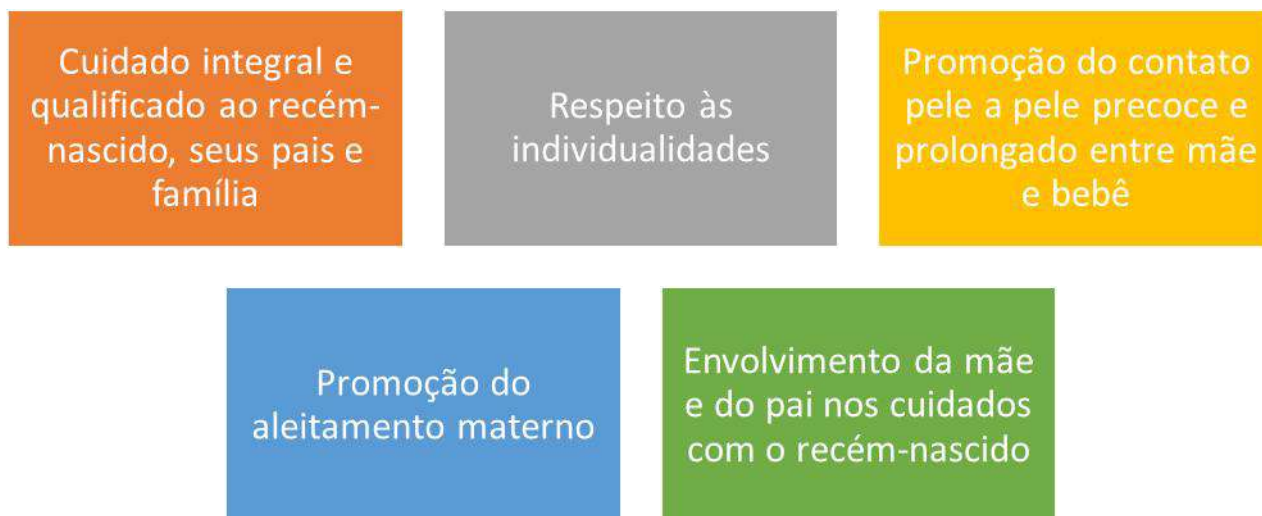 Cuidado integral e
qualificado ao recém-
nascido, seus pais e
família
Respeito às
individualidades
Promoção do contato
pele a pele precoce e
prolongado entre mãe
e bebê
Promoção do
aleitamento materno
Envolvimento da mãe
e do pai nos cuidados
com o recém-nascido